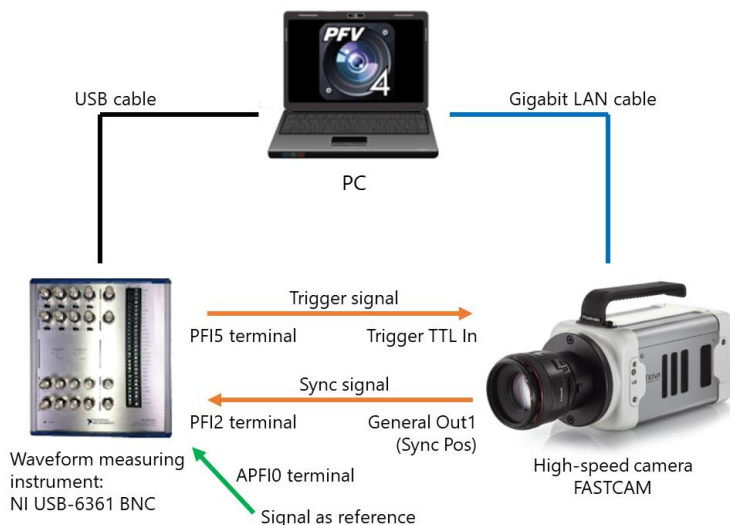 PFV
4
USB cable
Gigabit LAN cable
PC
Trigger signal
PFI5 terminal
Trigger TTL In
Sync signal
PFI2 terminal
General Out1
(Sync Pos)
Waveform measuring
instrument:
NI USB-6361 BNC
APFI0 terminal
Signal as reference
High-speed camera
FASTCAM